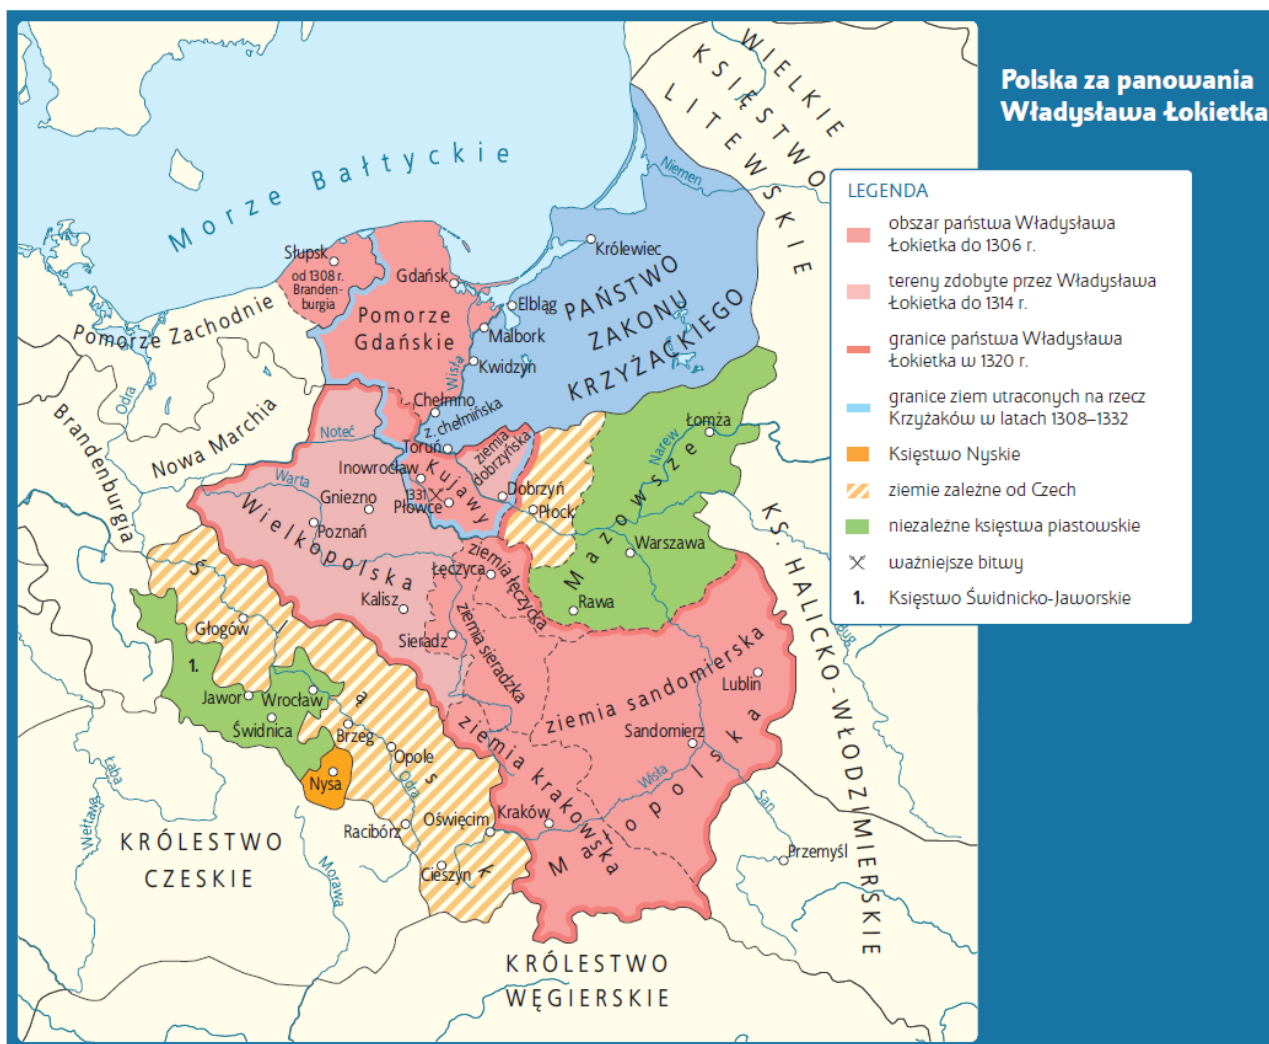 Polska za panowania
Władysława Łokietka
LEGENDA
obszar państwa Władysława
Łokietka do 1306 r.
tereny zdobyte przez Władysława
Łokietka do 1314 r.
granice państwa Władysława
Łokietka w 1320 r.
granice ziem utraconych na rzecz
Krzyżaków w latach 1308–1332
Księstwo Nyskie
ziemie zależne od Czech
niezależne księstwa piastowskie
ważniejsze bitwy
1. Księstwo Świdnicko-Jaworskie
WIELKIE
KSIĘSTWO
LITEWSKIE
Morze Bałtyckie
Niemen
Królewiec
Słupsk
od 1308 r.
Branden-
burgia
Gdańsk
Elbląg
PAŃSTWO
ZAKONU
KRZYŻACKIEGO
Pomorze Zachodnie
Pomorze
Gdańskie
Malbork
Kwidzyn
Wisła
Odra
Brandenburgia
Nowa Marchia
Chełmno
z. chełmińska
Toruń
Noteć
ziemia
dobrzyńska
Łomża
Narew
Inowrocław
Kujawy
Warta
Gniezno
1331
Płowce
Dobrzyń
Płock
Mazowsze
Wielkopolska
Poznań
Warszawa
KS. HALICKO-WŁODZIMIERSKIE
Łęczyca
ziemia łęczycka
Kalisz
Rawa
Bug
Śląsk
Głogów
Sieradz
ziemia sieradzka
1.
Jawor
Wrocław
Świdnica
Brzeg
Opole
Odra
Nysa
ziemia sandomierska
Lublin
Sandomierz
ziemia krakowska
Małopolska
Wisła
San
Łaba
Wełtawa
KRÓLESTWO
CZESKIE
Morawa
Racibórz
Oświęcim
Kraków
Cieszyn
Przemyśl
KRÓLESTWO
WĘGIERSKIE